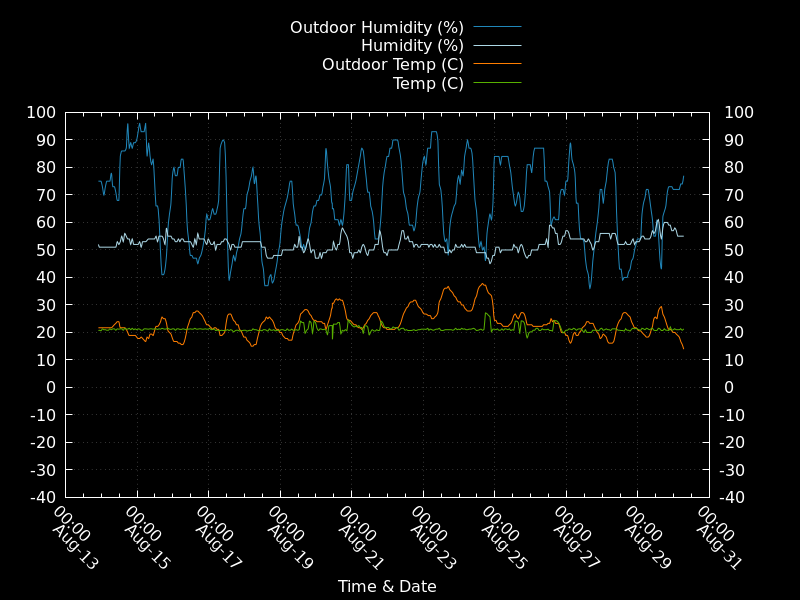 Outdoor Humidity (%)
Humidity (%)
Outdoor Temp (C)
Temp (C)
100 100
90 90
80 80
70 70
60 60
50 50
40 40
30 30
20 20
10 10
0 0
-10 -10
-20 -20
-30 -30
-40 -40
00:00
Aug-13
00:00
Aug-15
00:00
Aug-17
00:00
Aug-19
00:00
Aug-21
00:00
Aug-23
00:00
Aug-25
00:00
Aug-27
00:00
Aug-29
00:00
Aug-31
Time & Date